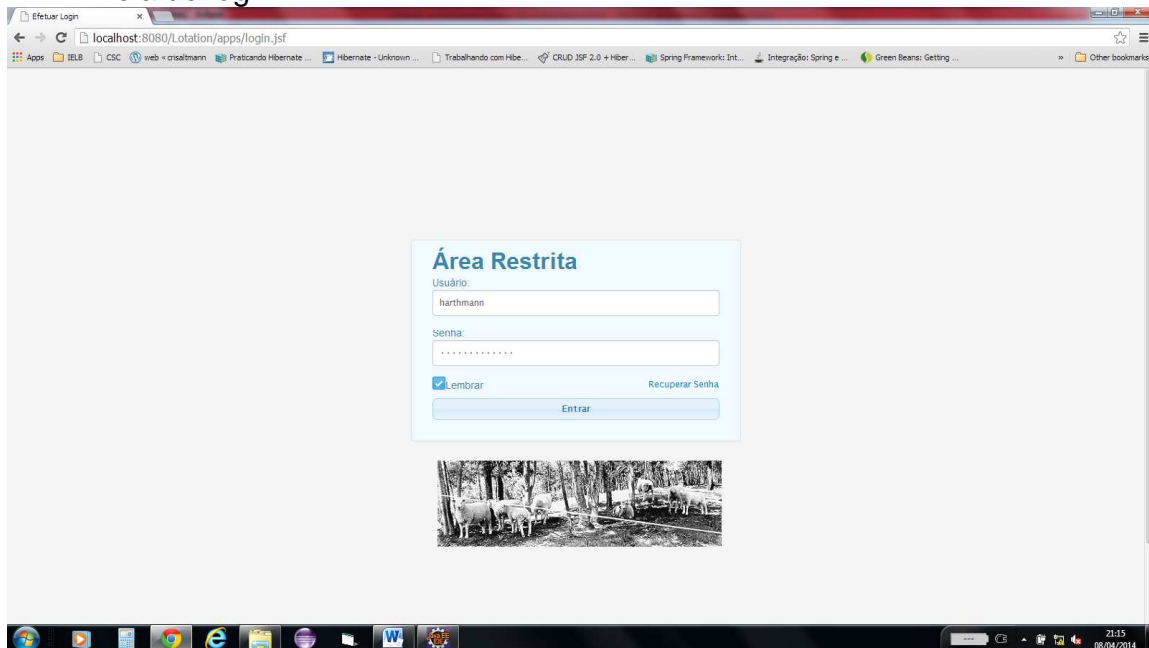 Efetuar Login
localhost:8080/Lotation/apps/login.jsf
Apps IELB CSC web « crisaltmann Praticando Hibernate ... Hibernate - Unknown ... Trabalhando com Hibe... CRUD JSF 2.0 + Hiber... Spring Framework: Int... Integração: Spring e ... Green Beans: Getting ... » Other bookmarks
Área Restrita
Usuário:
harthmann
Senha:
Lembrar Recuperar Senha
Entrar
21:15
08/04/2014